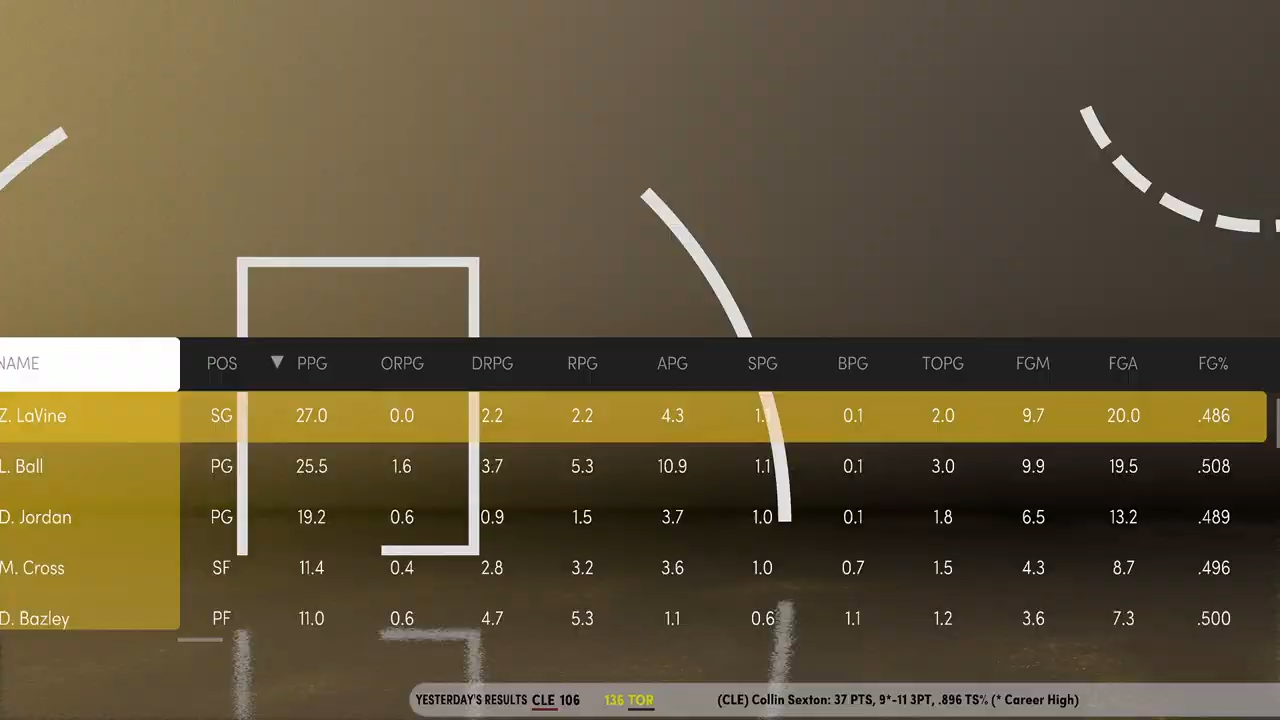 NAME POS ▼ PPG ORPG DRPG RPG APG SPG BPG TOPG FGM FGA FG%
Z. LaVine SG 27.0 0.0 2.2 2.2 4.3 1.1 0.1 2.0 9.7 20.0 .486
L. Ball PG 25.5 1.6 3.7 5.3 10.9 1.1 0.1 3.0 9.9 19.5 .508
D. Jordan PG 19.2 0.6 0.9 1.5 3.7 1.0 0.1 1.8 6.5 13.2 .489
M. Cross SF 11.4 0.4 2.8 3.2 3.6 1.0 0.7 1.5 4.3 8.7 .496
D. Bazley PF 11.0 0.6 4.7 5.3 1.1 0.6 1.1 1.2 3.6 7.3 .500
YESTERDAY'S RESULTS CLE 106 136 TOR (CLE) Collin Sexton: 37 PTS, 9*-11 3PT, .896 TS% (* Career High)